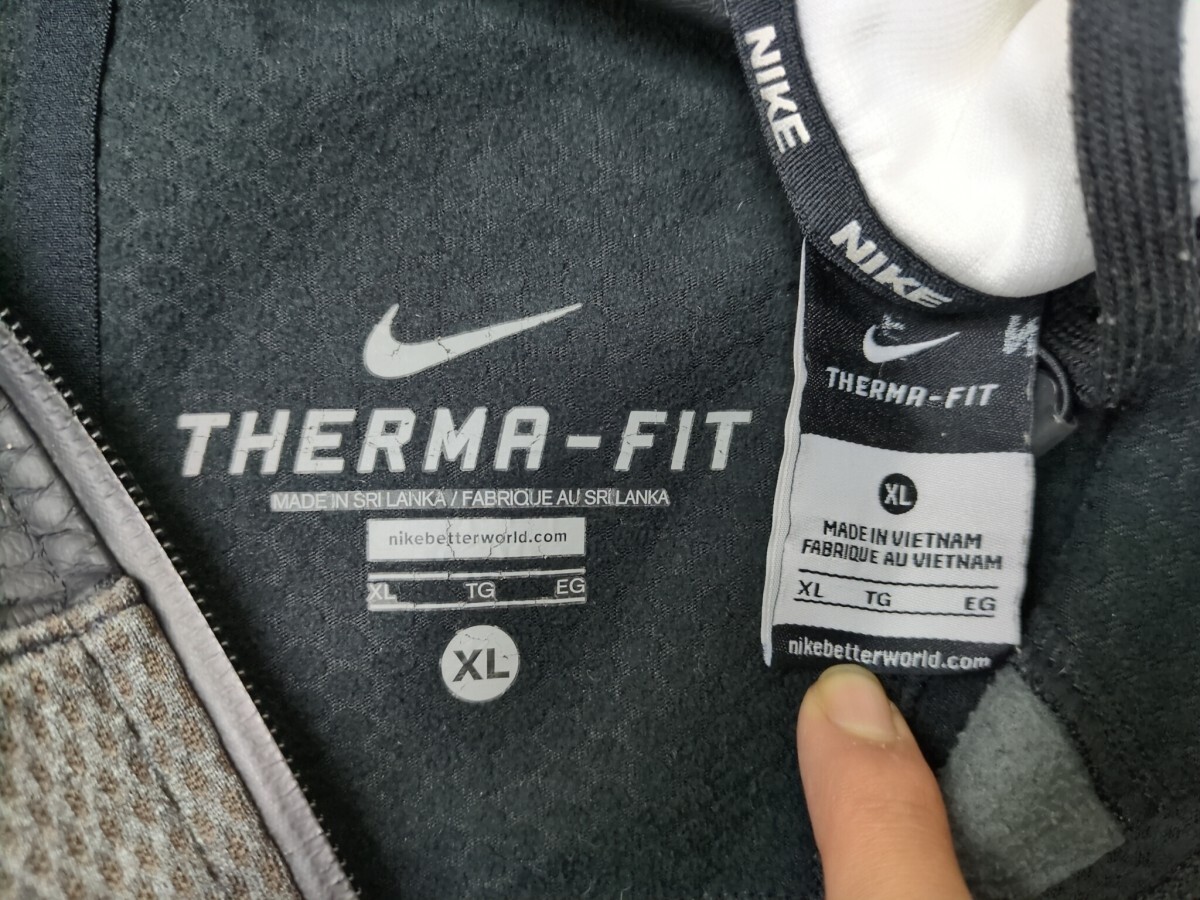 THERMA-FIT
MADE IN SRI LANKA / FABRIQUE AU SRI LANKA
nikebetterworld.com
XL TG EG
XL
NIKE
NIKE
THERMA-FIT
XL
MADE IN VIETNAM
FABRIQUE AU VIETNAM
XL TG EG
nikebetterworld.com